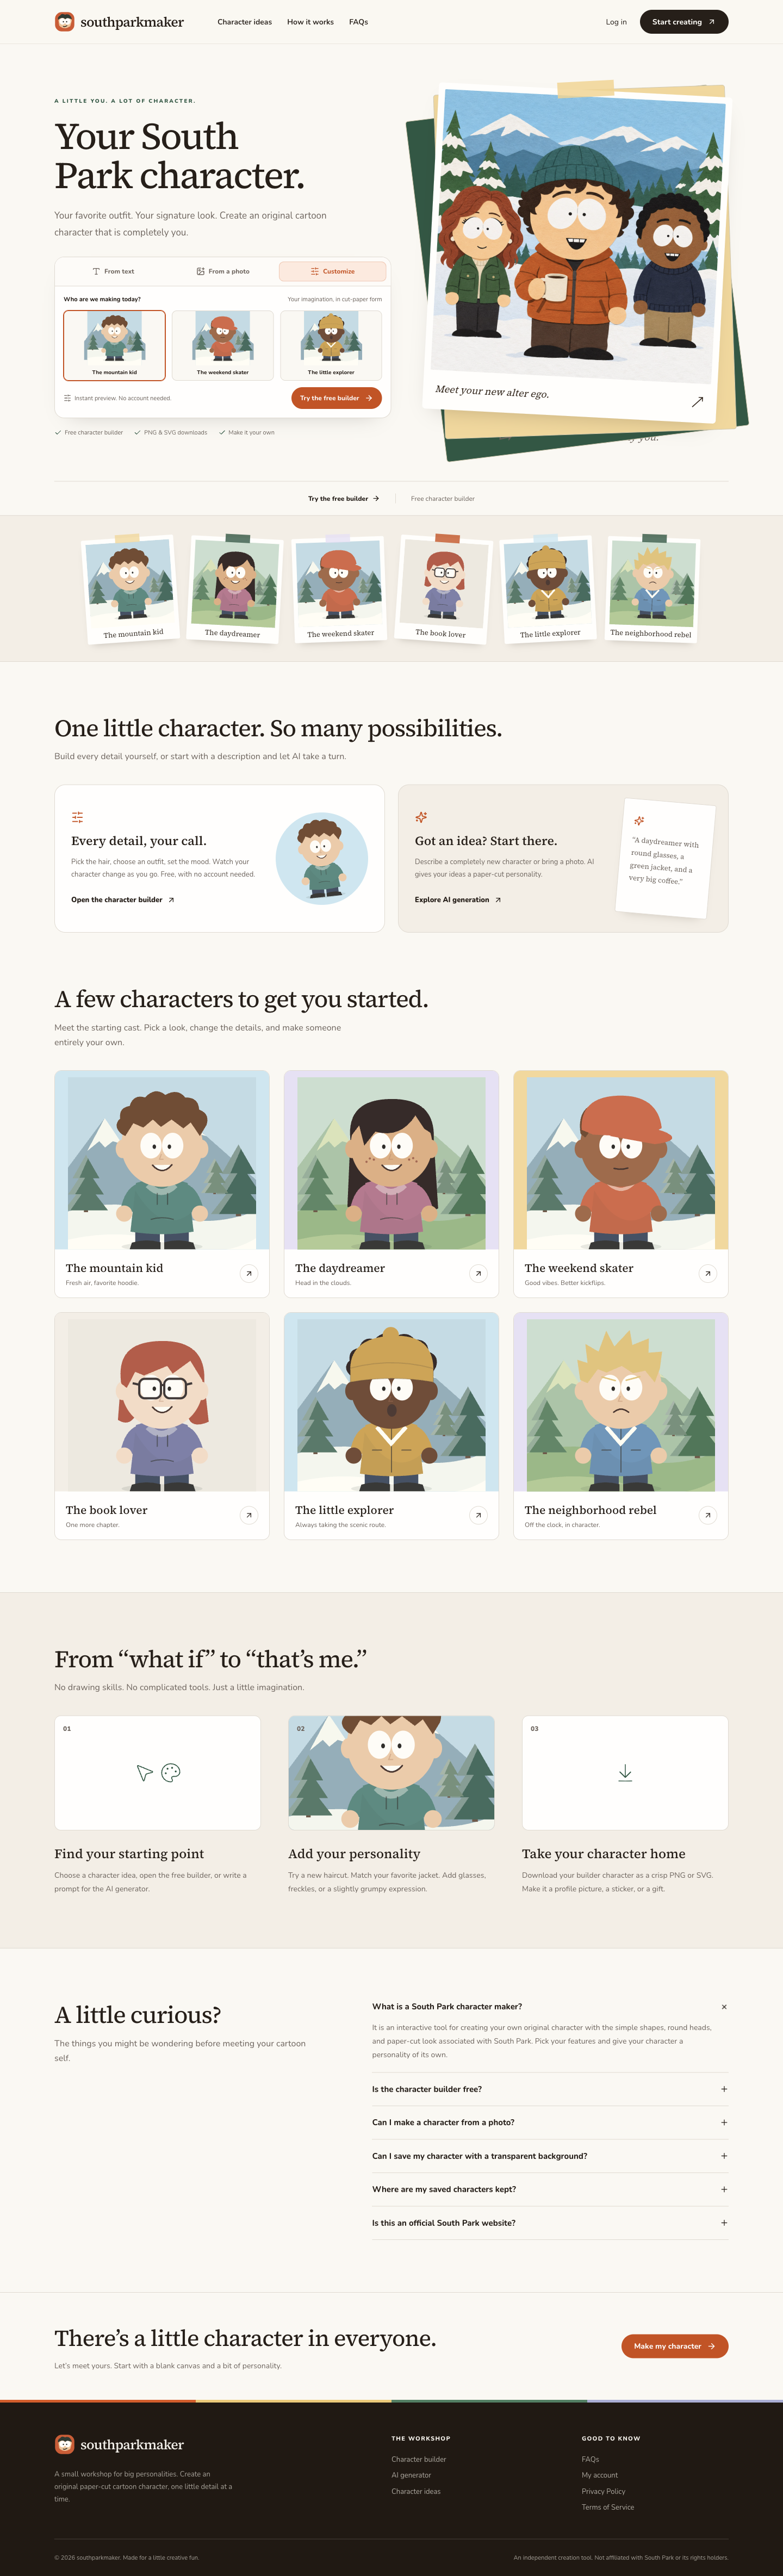 southparkmaker
Character ideas
How it works
FAQs
Log in
Start creating
A LITTLE YOU. A LOT OF CHARACTER.
Your South
Park character.
Your favorite outfit. Your signature look. Create an original cartoon
character that is completely you.
From text
From a photo
Customize
Who are we making today?
Your imagination, in cut-paper form
The mountain kid
The weekend skater
The little explorer
Instant preview. No account needed.
Try the free builder
Free character builder
PNG & SVG downloads
Make it your own
Meet your new alter ego.
you.
Try the free builder
Free character builder
The mountain kid
The daydreamer
The weekend skater
The book lover
The little explorer
The neighborhood rebel
One little character. So many possibilities.
Build every detail yourself, or start with a description and let AI take a turn.
Every detail, your call.
Pick the hair, choose an outfit, set the mood. Watch your
character change as you go. Free, with no account needed.
Open the character builder
Got an idea? Start there.
Describe a completely new character or bring a photo. AI
gives your ideas a paper-cut personality.
Explore AI generation
“A daydreamer with
round glasses, a
green jacket, and a
very big coffee.”
A few characters to get you started.
Meet the starting cast. Pick a look, change the details, and make someone
entirely your own.
The mountain kid
Fresh air, favorite hoodie.
The daydreamer
Head in the clouds.
The weekend skater
Good vibes. Better kickflips.
The book lover
One more chapter.
The little explorer
Always taking the scenic route.
The neighborhood rebel
Off the clock, in character.
From “what if” to “that’s me.”
No drawing skills. No complicated tools. Just a little imagination.
01
02
03
Find your starting point
Choose a character idea, open the free builder, or write a
prompt for the AI generator.
Add your personality
Try a new haircut. Match your favorite jacket. Add glasses,
freckles, or a slightly grumpy expression.
Take your character home
Download your builder character as a crisp PNG or SVG.
Make it a profile picture, a sticker, or a gift.
A little curious?
The things you might be wondering before meeting your cartoon
self.
What is a South Park character maker?
It is an interactive tool for creating your own original character with the simple shapes, round heads,
and paper-cut look associated with South Park. Pick your features and give your character a
personality of its own.
Is the character builder free?
Can I make a character from a photo?
Can I save my character with a transparent background?
Where are my saved characters kept?
Is this an official South Park website?
There’s a little character in everyone.
Let’s meet yours. Start with a blank canvas and a bit of personality.
Make my character
southparkmaker
A small workshop for big personalities. Create an
original paper-cut cartoon character, one little detail at a
time.
THE WORKSHOP
Character builder
AI generator
Character ideas
GOOD TO KNOW
FAQs
My account
Privacy Policy
Terms of Service
© 2026 southparkmaker. Made for a little creative fun.
An independent creation tool. Not affiliated with South Park or its rights holders.